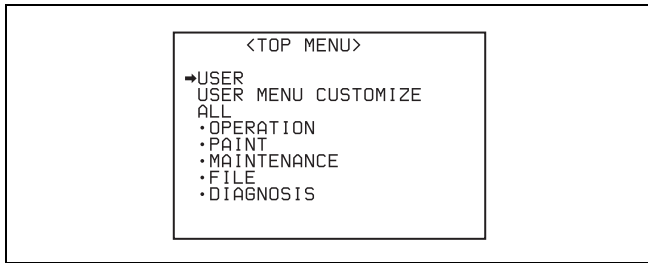 <TOP MENU>
➡USER
USER MENU CUSTOMIZE
ALL
·OPERATION
·PAINT
·MAINTENANCE
·FILE
·DIAGNOSIS